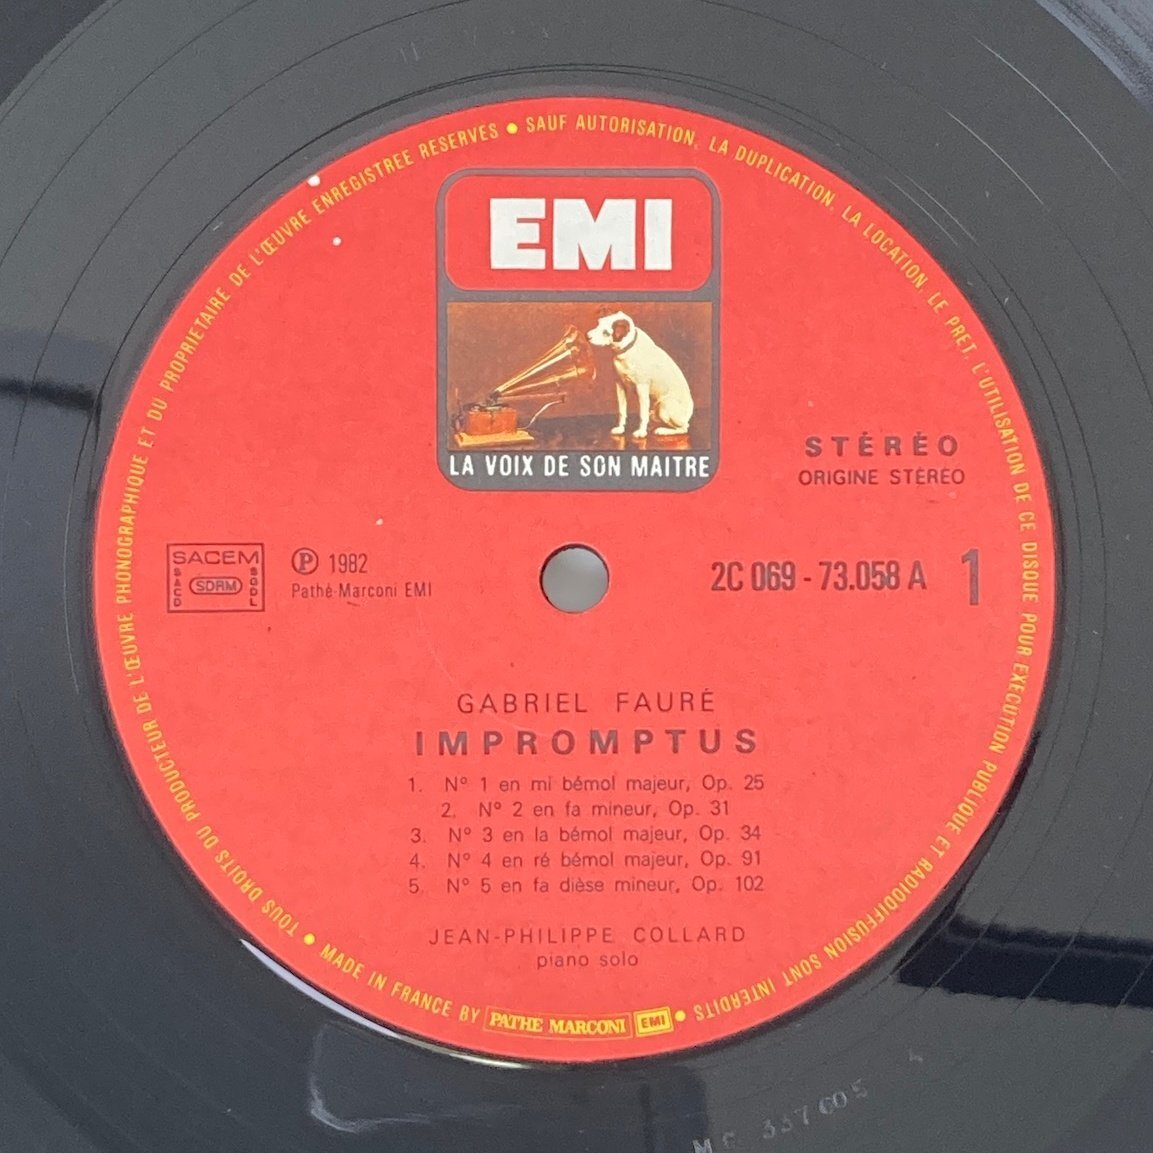 TOUS DROITS DU PRODUCTEUR DE L'ŒUVRE PHONOGRAPHIQUE ET DU PROPRIETAIRE DE L'ŒUVRE ENREGISTREE RESERVES • SAUF AUTORISATION, LA DUPLICATION, LA LOCATION, LE PRET, L'UTILISATION DE CE DISQUE POUR EXECUTION PUBLIQUE ET RADIODIFFUSION SONT INTERDITS •
EMI
LA VOIX DE SON MAITRE
STÉRÉO
ORIGINE STÉRÉO
SACEM
SACD
SDRM
SGDL
℗ 1982
Pathé Marconi EMI
2C 069 - 73.058 A 1
GABRIEL FAURÉ
IMPROMPTUS
1. N° 1 en mi bémol majeur, Op. 25
2. N° 2 en fa mineur, Op. 31
3. N° 3 en la bémol majeur, Op. 34
4. N° 4 en ré bémol majeur, Op. 91
5. N° 5 en fa dièse mineur, Op. 102
JEAN-PHILIPPE COLLARD
piano solo
• MADE IN FRANCE BY PATHE MARCONI EMI